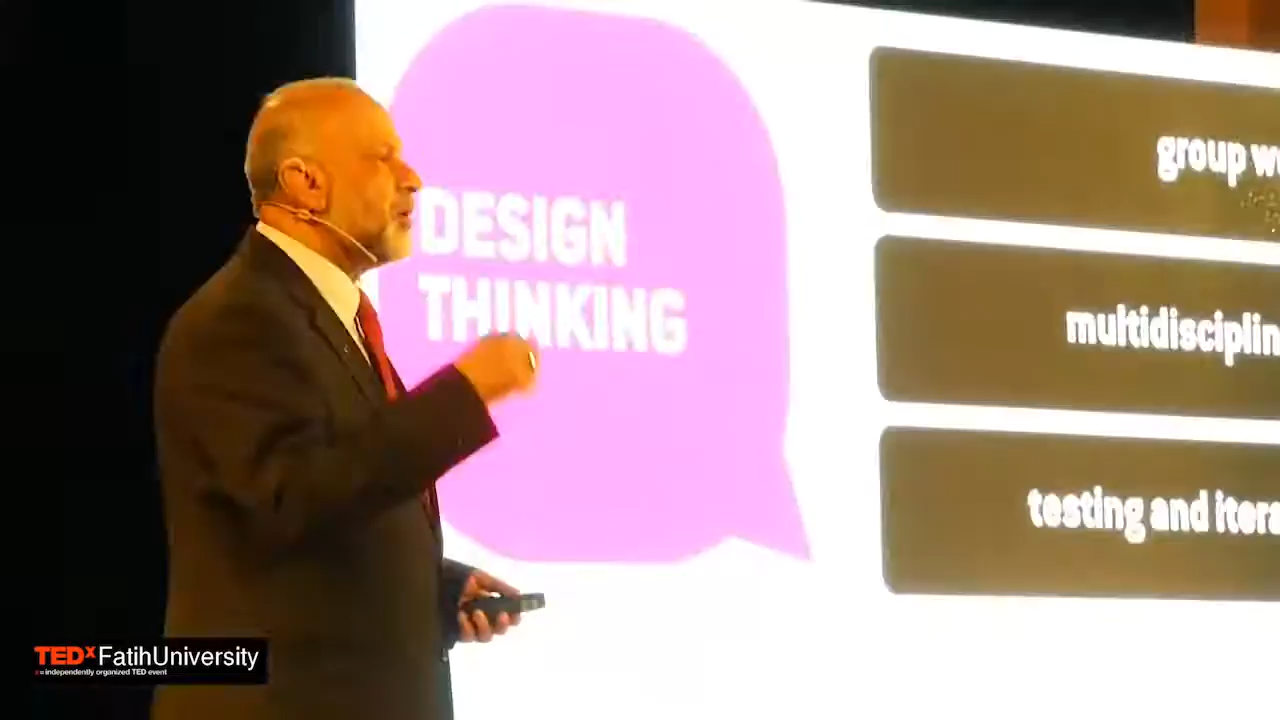 DESIGN
THINKING
group w
multidisciplin
testing and itera
TEDxFatihUniversity
x = independently organized TED event